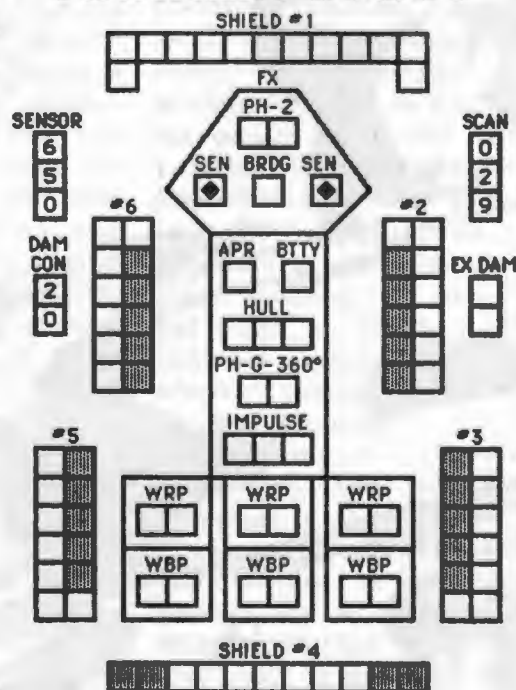 SHIELD #1
FX
PH-2
SENSOR
6
5
0
SCAN
0
2
9
SEN BRDG SEN
#6
#2
DAM
CON
2
0
APR BTTY
EX DAM
HULL
PH-G-360°
IMPULSE
#5
#3
WRP WRP WRP
WBP WBP WBP
SHIELD #4